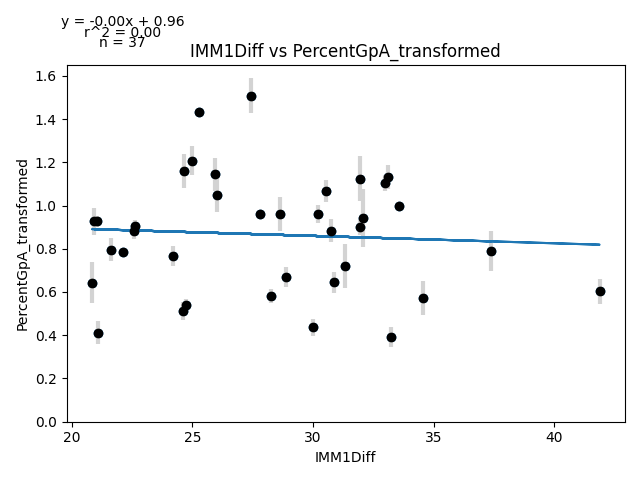 y = -0.00x + 0.96
r^2 = 0.00
n = 37
IMM1Diff vs PercentGpA_transformed
1.6
1.4
1.2
1.0
0.8
0.6
0.4
0.2
0.0
PercentGpA_transformed
20
25
30
35
40
IMM1Diff